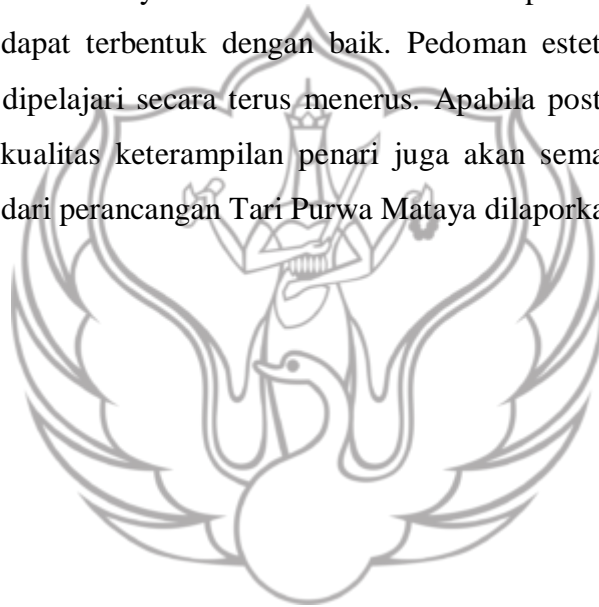 dapat terbentuk dengan baik. Pedoman estet
dipelajari secara terus menerus. Apabila post
kualitas keterampilan penari juga akan sema
dari perancangan Tari Purwa Mataya dilaporka